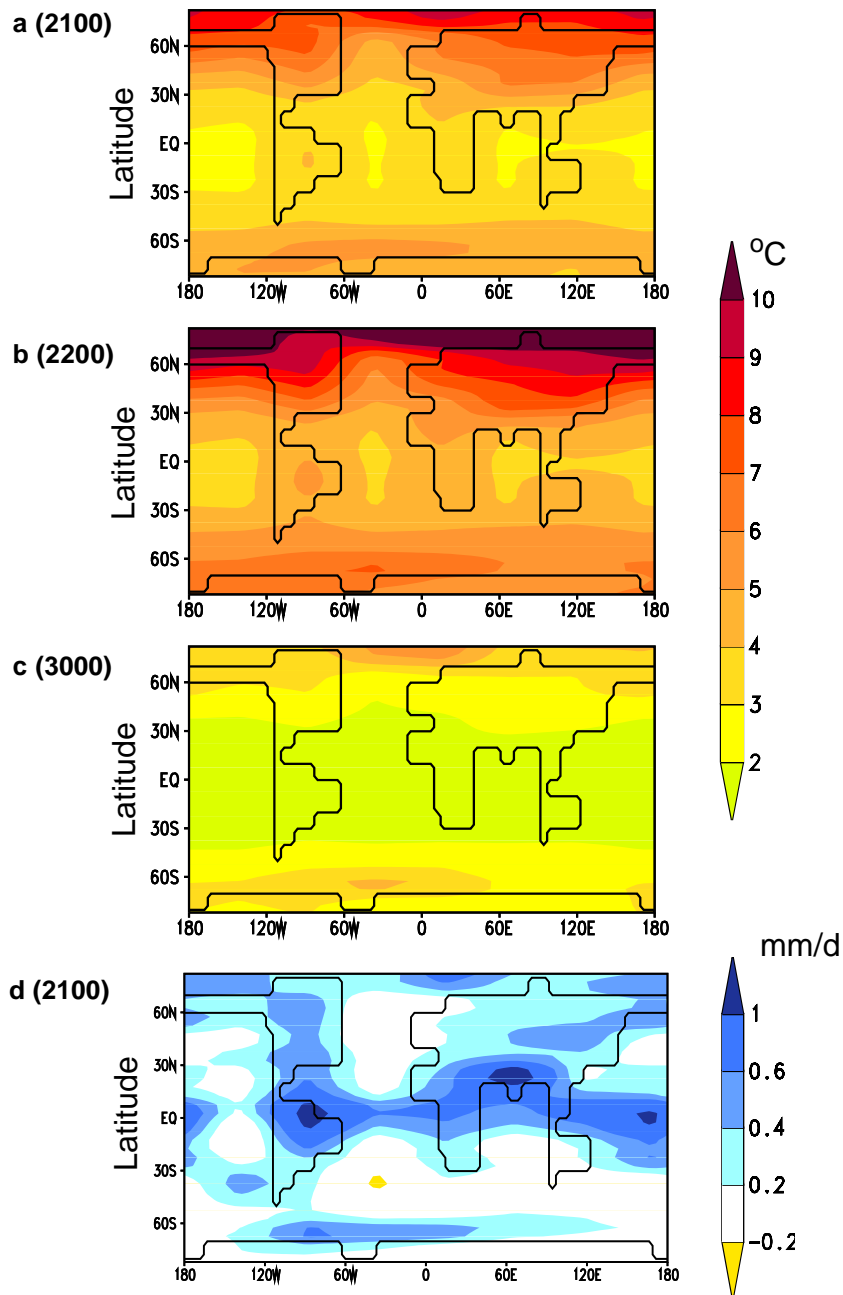 a (2100)
Latitude
60N
30N
EQ
30S
60S
180 120W 60W 0 60E 120E 180
b (2200)
Latitude
60N
30N
EQ
30S
60S
180 120W 60W 0 60E 120E 180
c (3000)
Latitude
60N
30N
EQ
30S
60S
180 120W 60W 0 60E 120E 180
oC
10
9
8
7
6
5
4
3
2
d (2100)
Latitude
60N
30N
EQ
30S
60S
180 120W 60W 0 60E 120E 180
mm/d
1
0.6
0.4
0.2
-0.2